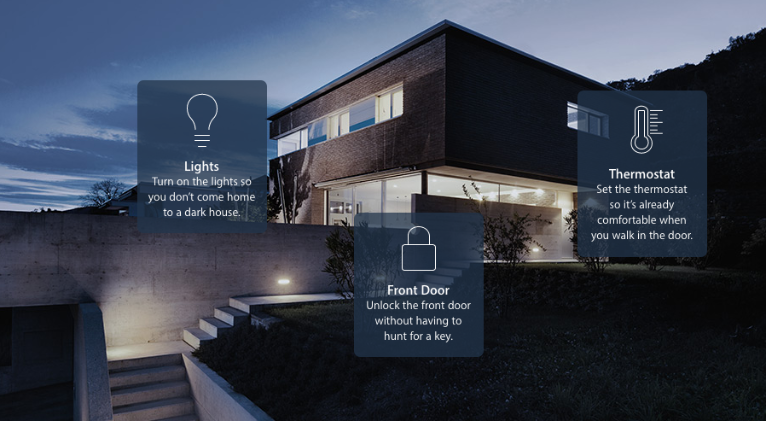 Lights
Turn on the lights so
you don't come home
to a dark house.
Front Door
Unlock the front door
without having to
hunt for a key.
Thermostat
Set the thermostat
so it's already
comfortable when
you walk in the door.